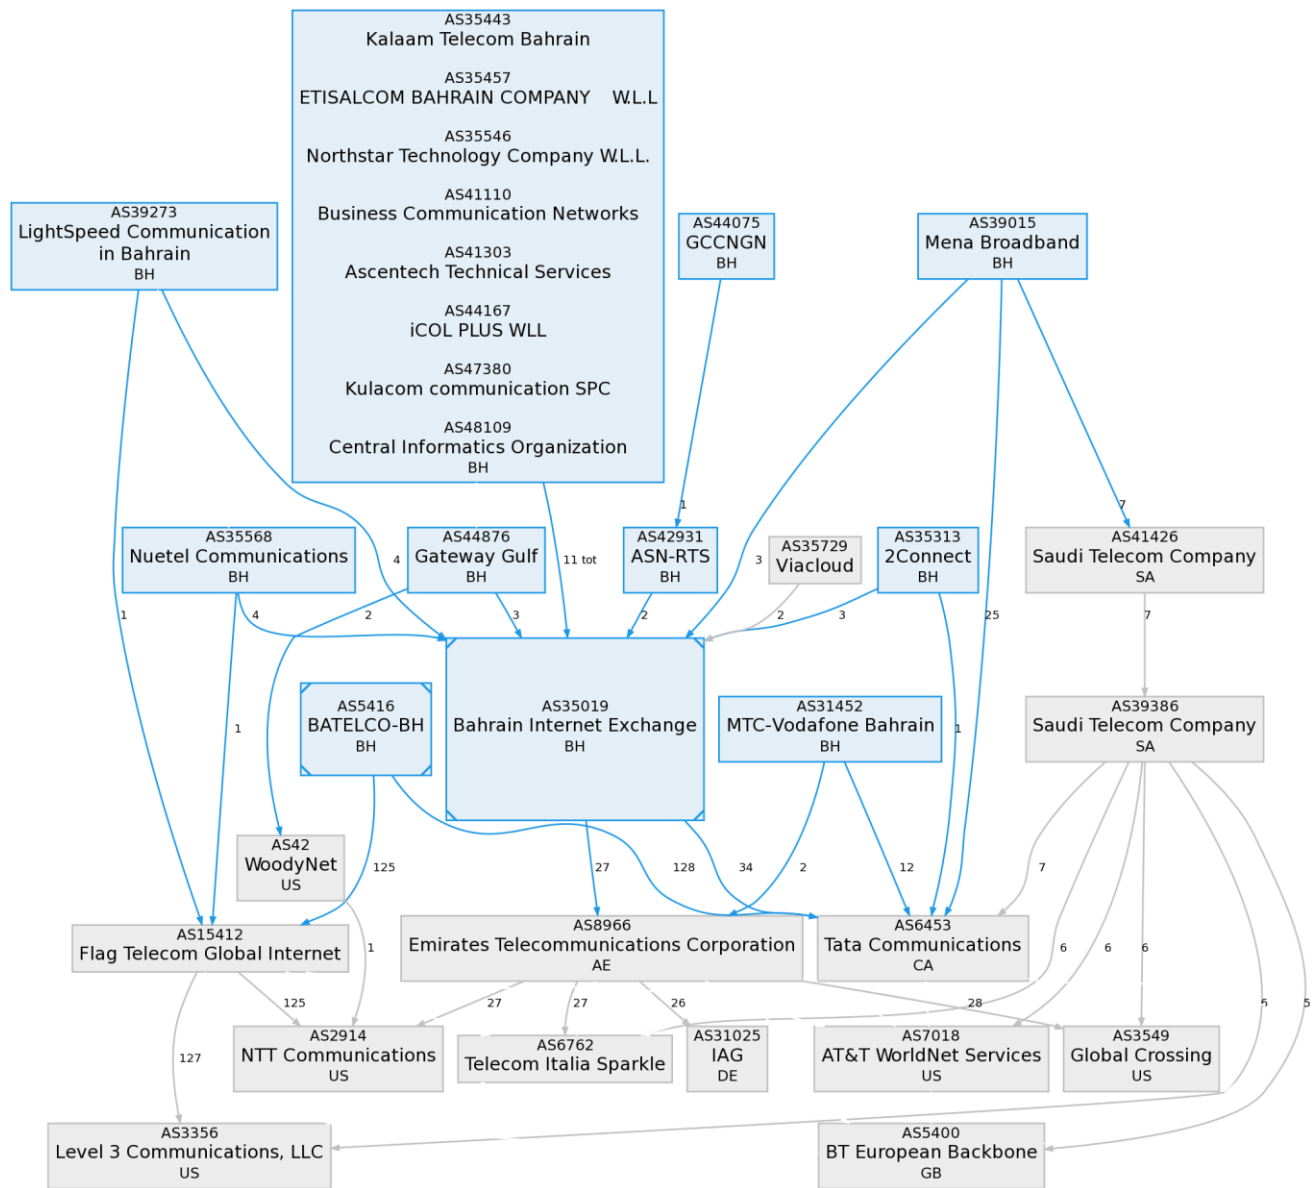 AS35443
Kalaam Telecom Bahrain
AS35457
ETISALCOM BAHRAIN COMPANY W.L.L
AS35546
Northstar Technology Company W.L.L.
AS41110
Business Communication Networks
AS41303
Ascentech Technical Services
AS44167
iCOL PLUS WLL
AS47380
Kulacom communication SPC
AS48109
Central Informatics Organization
BH
AS39273
LightSpeed Communication
in Bahrain
BH
AS44075
GCCNGN
BH
AS39015
Mena Broadband
BH
1
7
AS35568
Nuetel Communications
BH
AS44876
Gateway Gulf
BH
4
11 tot
AS42931
ASN-RTS
BH
3
AS35729
Viacloud
AS35313
2Connect
BH
AS41426
Saudi Telecom Company
SA
1
4
2
3
2
2
3
25
7
AS5416
BATELCO-BH
BH
1
AS35019
Bahrain Internet Exchange
BH
AS31452
MTC-Vodafone Bahrain
BH
1
AS39386
Saudi Telecom Company
SA
AS42
WoodyNet
US
125
27
128
34
2
12
7
AS15412
Flag Telecom Global Internet
1
AS8966
Emirates Telecommunications Corporation
AE
AS6453
Tata Communications
CA
6
6
6
125
27
27
26
28
5
5
127
AS2914
NTT Communications
US
AS6762
Telecom Italia Sparkle
AS31025
IAG
DE
AS7018
AT&T WorldNet Services
US
AS3549
Global Crossing
US
AS3356
Level 3 Communications, LLC
US
AS5400
BT European Backbone
GB